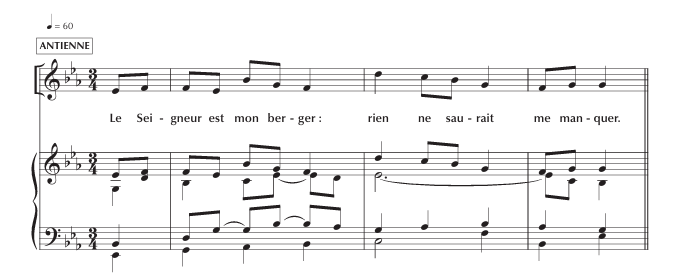 ♩ = 60
ANTIENNE
Le Sei - gneur est mon ber - ger : rien ne sau - rait me man - quer.